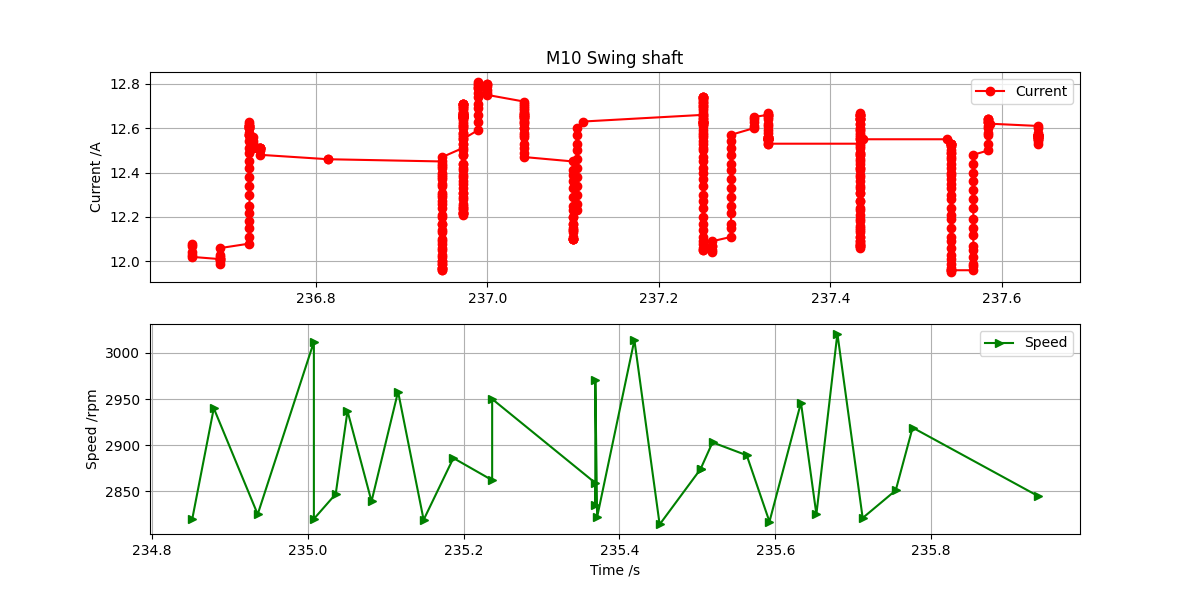 M10 Swing shaft
Current /A
12.8
12.6
12.4
12.2
12.0
Current
236.8 237.0 237.2 237.4 237.6
Speed /rpm
3000
2950
2900
2850
Speed
234.8 235.0 235.2 235.4 235.6 235.8
Time /s